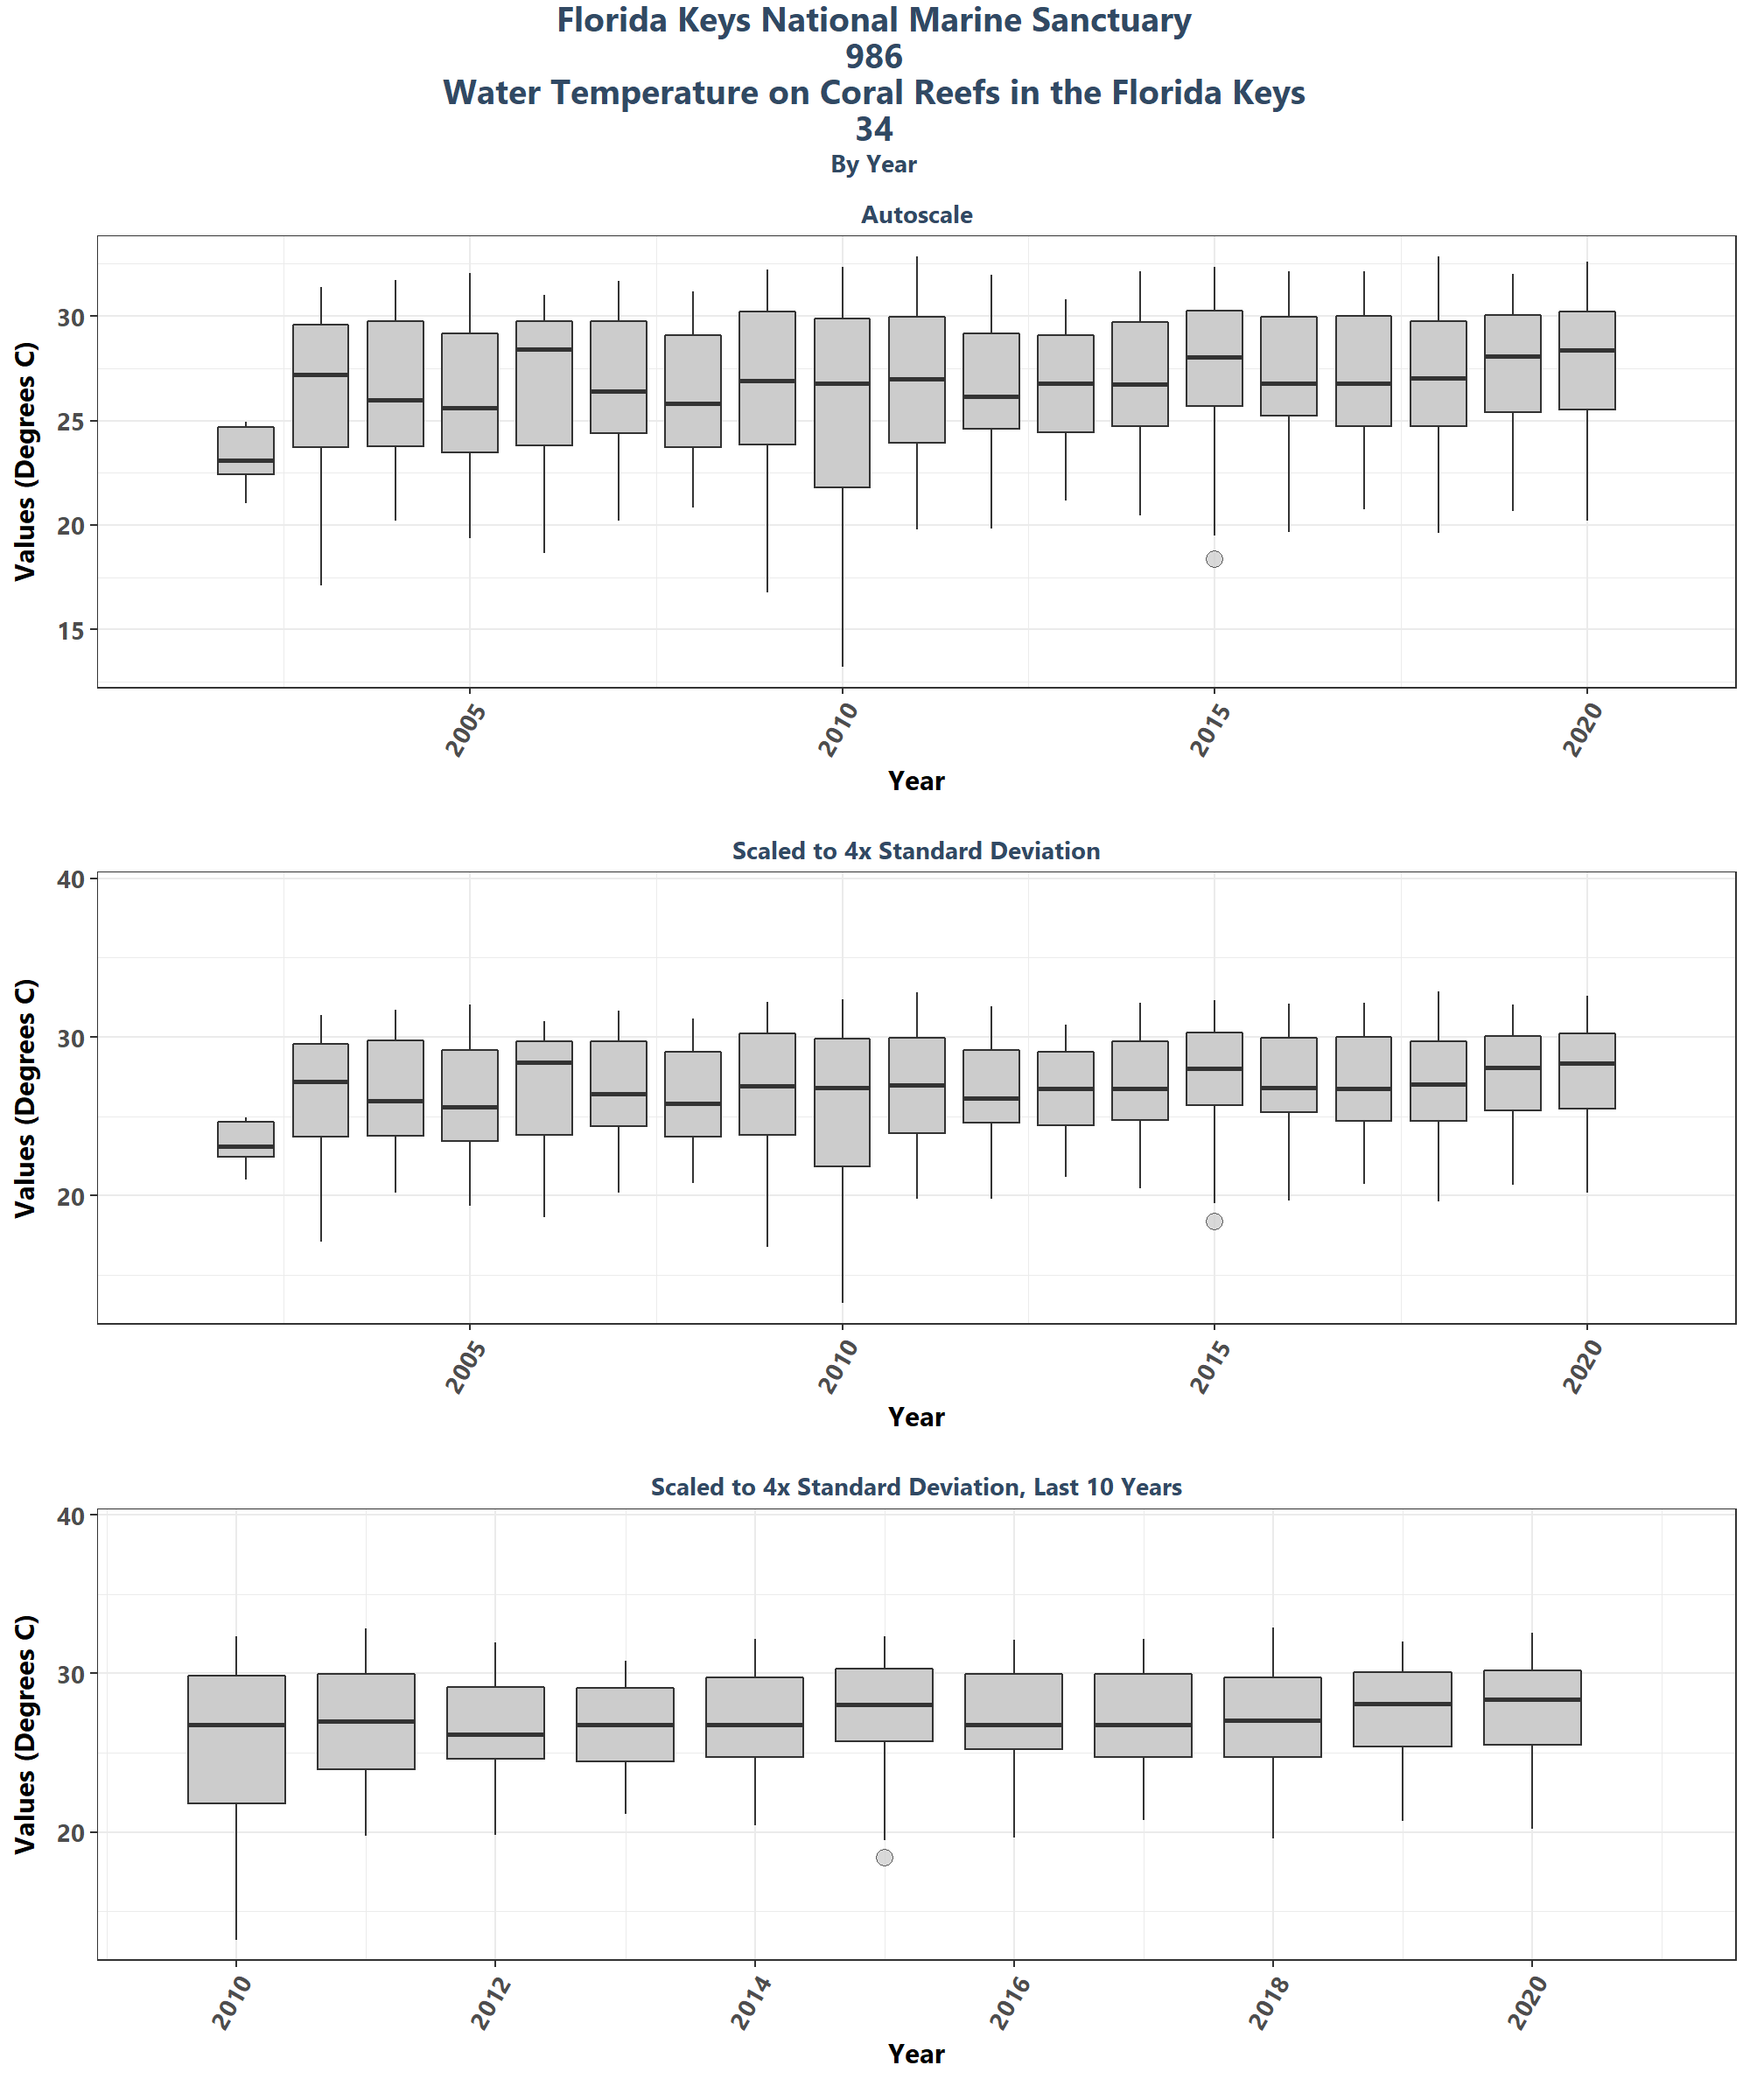 Florida Keys National Marine Sanctuary
986
Water Temperature on Coral Reefs in the Florida Keys
34
By Year
Autoscale
Values (Degrees C)
30
25
20
15
2005
2010
2015
2020
Year
Scaled to 4x Standard Deviation
Values (Degrees C)
40
30
20
2005
2010
2015
2020
Year
Scaled to 4x Standard Deviation, Last 10 Years
Values (Degrees C)
40
30
20
2010
2012
2014
2016
2018
2020
Year